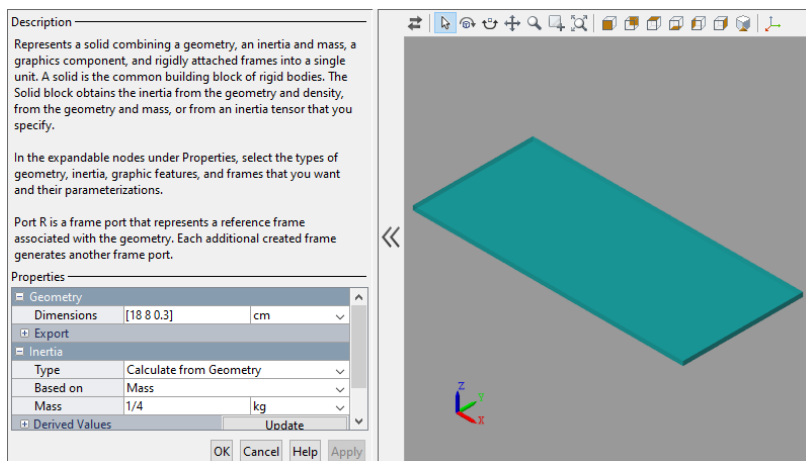 Description
Represents a solid combining a geometry, an inertia and mass, a
graphics component, and rigidly attached frames into a single
unit. A solid is the common building block of rigid bodies. The
Solid block obtains the inertia from the geometry and density,
from the geometry and mass, or from an inertia tensor that you
specify.
In the expandable nodes under Properties, select the types of
geometry, inertia, graphic features, and frames that you want
and their parameterizations.
Port R is a frame port that represents a reference frame
associated with the geometry. Each additional created frame
generates another frame port.
Properties
Geometry
Dimensions [18 8 0.3] cm
Export
Inertia
Type Calculate from Geometry
Based on Mass
Mass 1/4 kg
Derived Values Update
OK Cancel Help Apply
Z
Y
X